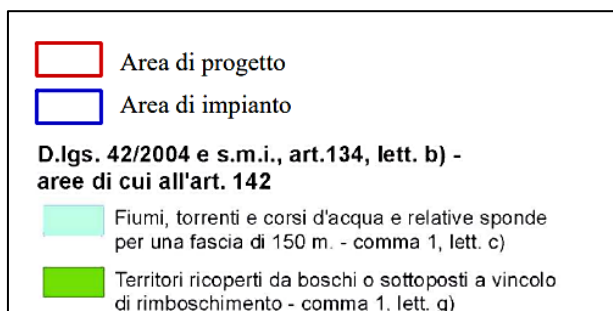 Area di progetto
Area di impianto
D.lgs. 42/2004 e s.m.i., art.134, lett. b) -
aree di cui all'art. 142
Fiumi, torrenti e corsi d'acqua e relative sponde
per una fascia di 150 m. - comma 1, lett. c)
Territori ricoperti da boschi o sottoposti a vincolo
di rimboschimento - comma 1, lett. g)